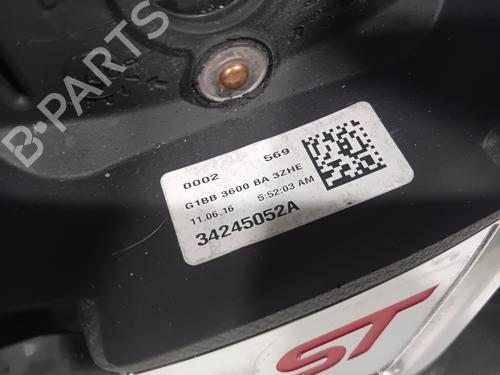 B-PARTS
0002 569
G1BB 3600 BA 3ZHE
11.06.16 5:52:03 AM
34245052A
ST